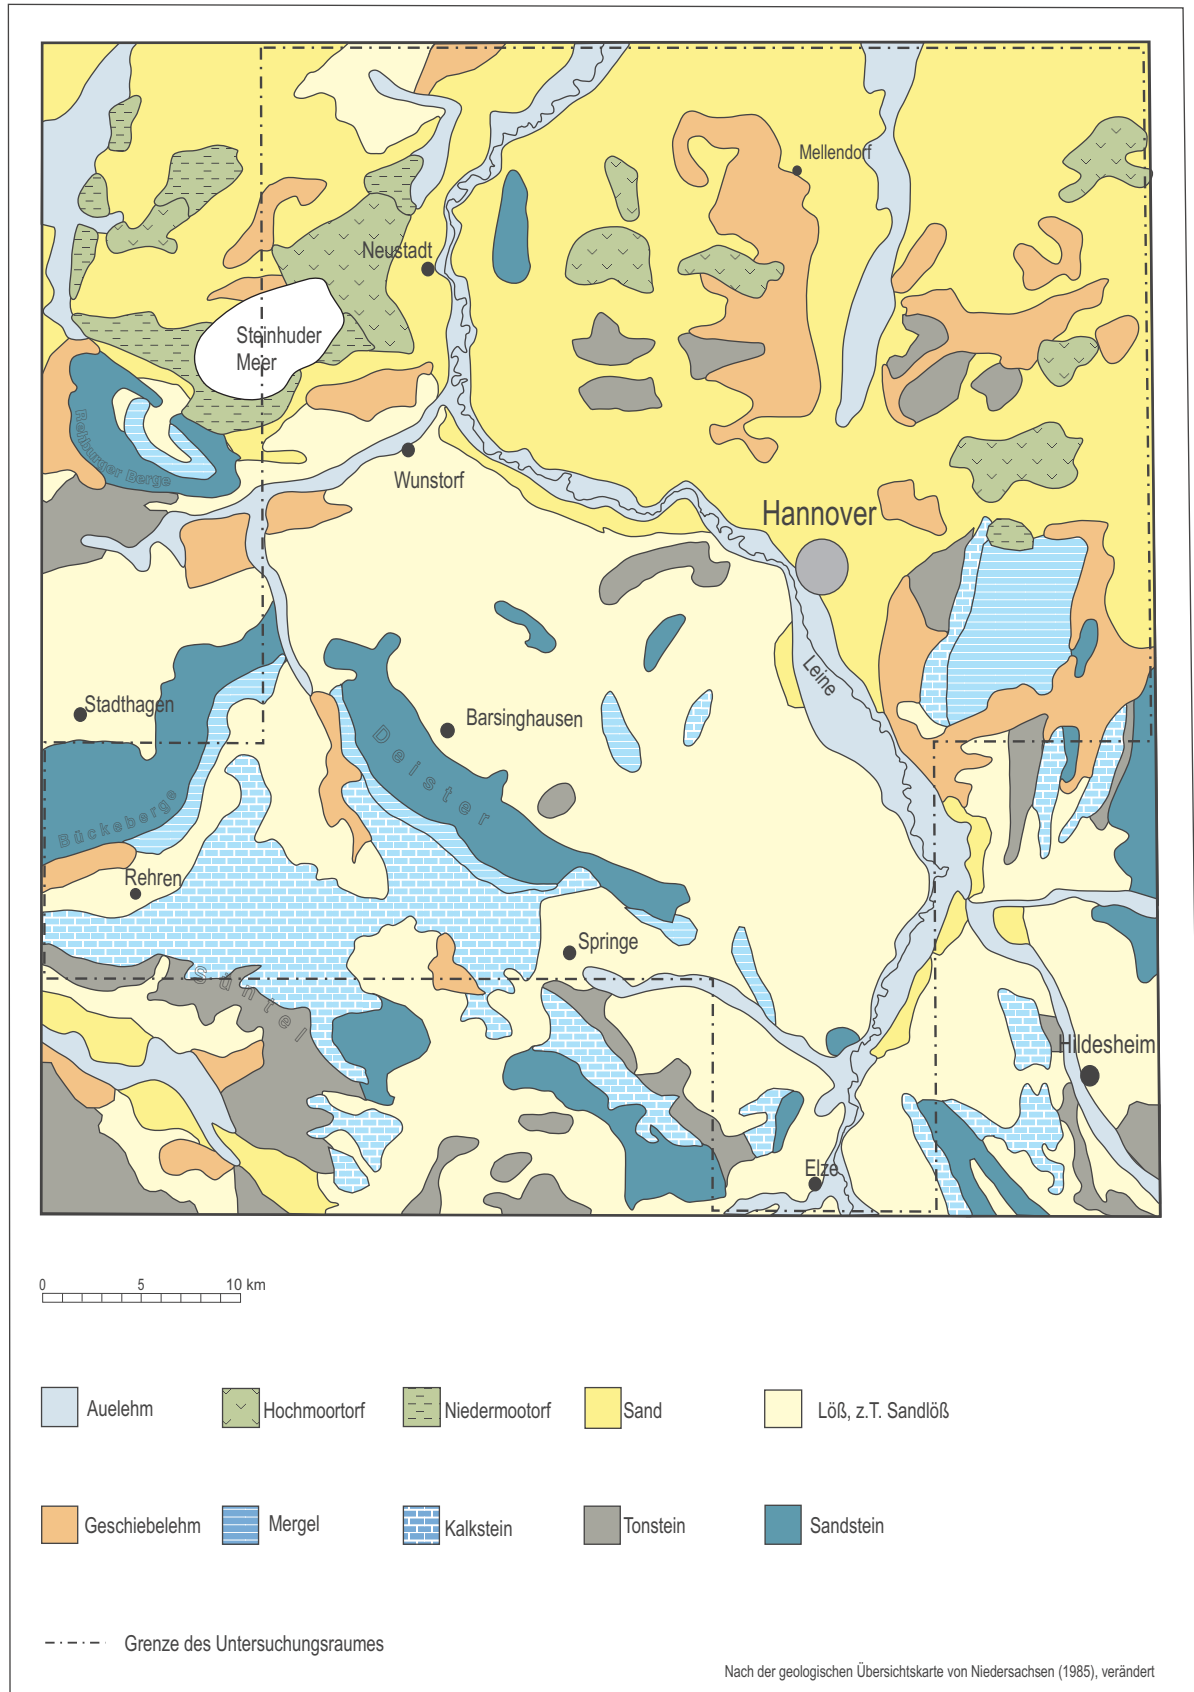 Mellendorf
Neustadt
Steinhuder
Meer
Rehburger Berge
Wunstorf
Hannover
Leine
Stadthagen
Barsinghausen
Deister
Bückeberge
Rehren
Springe
Süntel
Hildesheim
Elze
0 5 10 km
Auelehm Hochmoortorf Niedermootorf Sand Löß, z.T. Sandlöß
Geschiebelehm Mergel Kalkstein Tonstein Sandstein
Grenze des Untersuchungsraumes
Nach der geologischen Übersichtskarte von Niedersachsen (1985), verändert